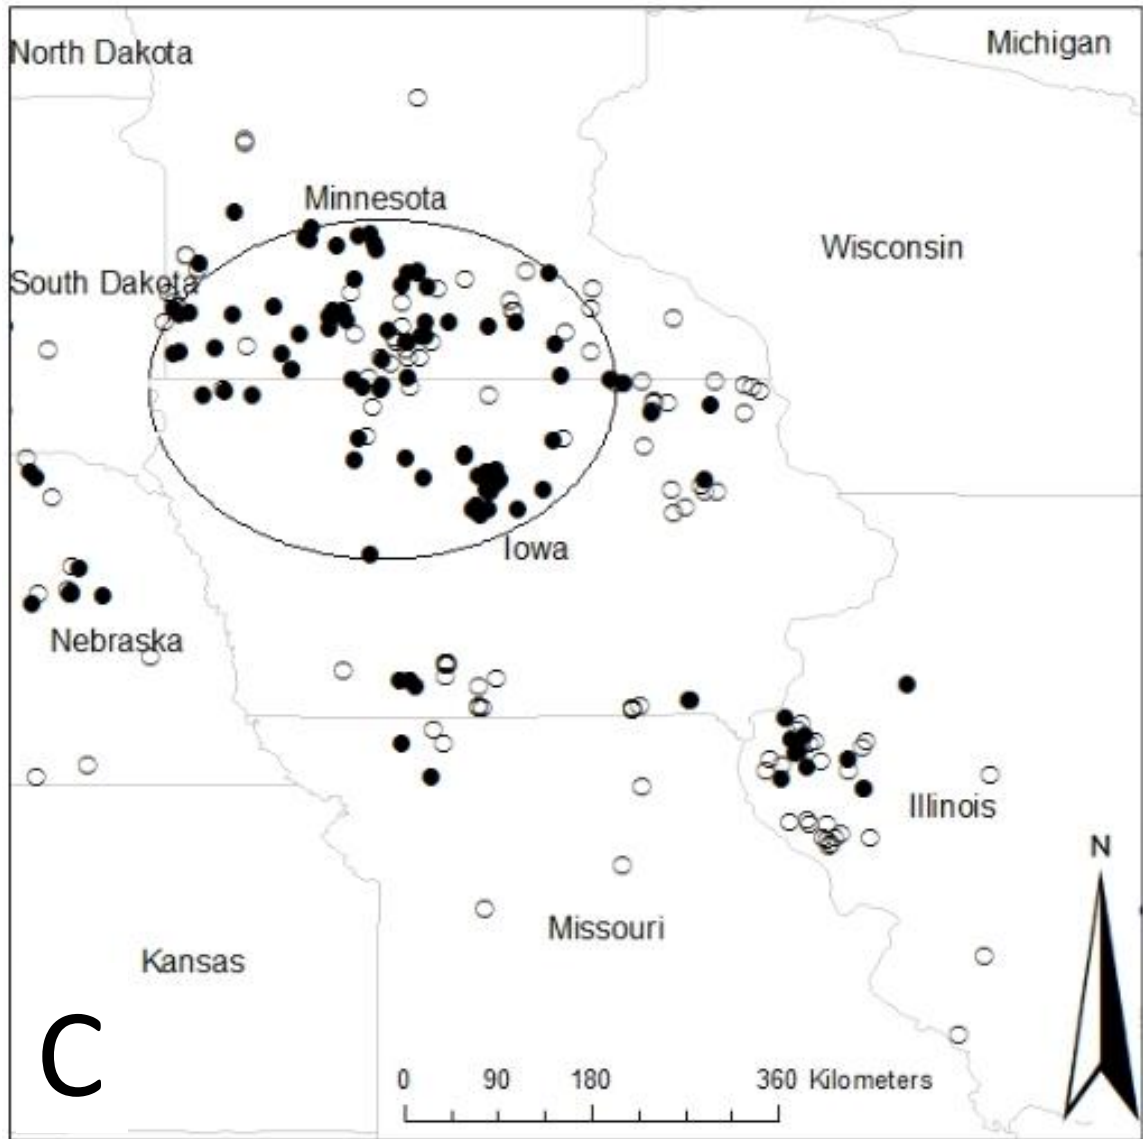 North Dakota
Michigan
Minnesota
Wisconsin
South Dakota
Iowa
Nebraska
Illinois
N
Missouri
Kansas
C
0 90 180 360 Kilometers